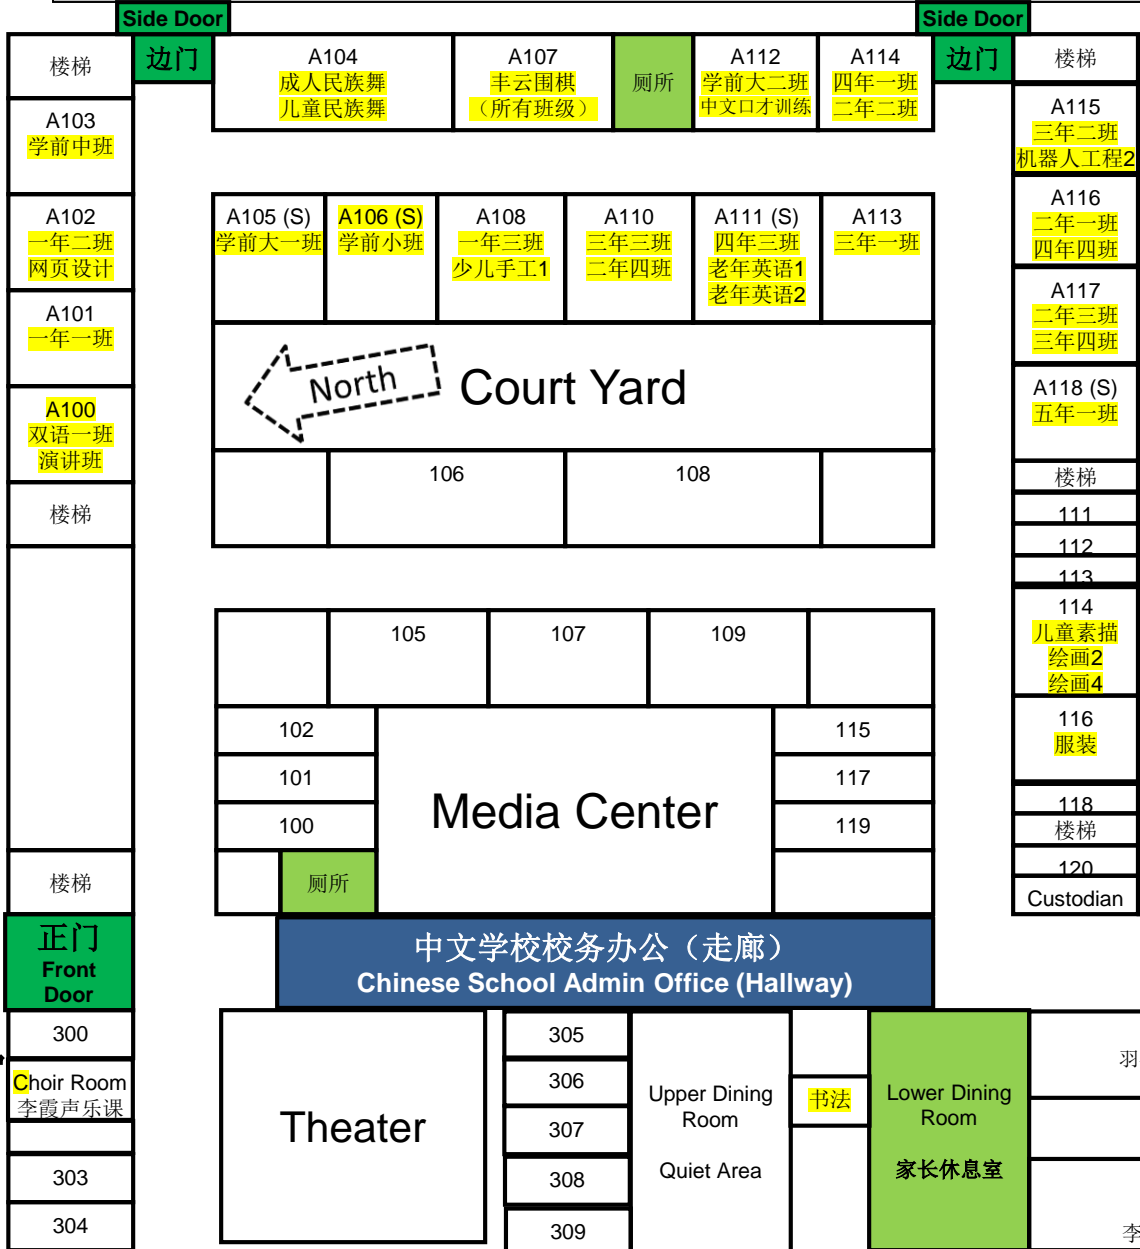 Side Door
Side Door
楼梯
边门
A104
成人民族舞
儿童民族舞
A107
丰云围棋
（所有班级）
厕所
A112
学前大二班
中文口才训练
A114
四年一班
二年二班
边门
楼梯
A103
学前中班
A115
三年二班
机器人工程2
A102
一年二班
网页设计
A105 (S)
学前大一班
A106 (S)
学前小班
A108
一年三班
少儿手工1
A110
三年三班
二年四班
A111 (S)
四年三班
老年英语1
老年英语2
A113
三年一班
A116
二年一班
四年四班
A101
一年一班
A117
二年三班
三年四班
North
Court Yard
A100
双语一班
演讲班
A118 (S)
五年一班
楼梯
106
108
楼梯
111
112
113
105
107
109
114
儿童素描
绘画2
绘画4
102
101
100
Media Center
115
117
119
116
服装
118
楼梯
120
Custodian
楼梯
厕所
正门
Front
Door
中文学校校务办公（走廊）
Chinese School Admin Office (Hallway)
300
Choir Room
李霞声乐课
303
304
Theater
305
306
307
308
309
Upper Dining
Room
Quiet Area
书法
Lower Dining
Room
家长休息室
羽
李